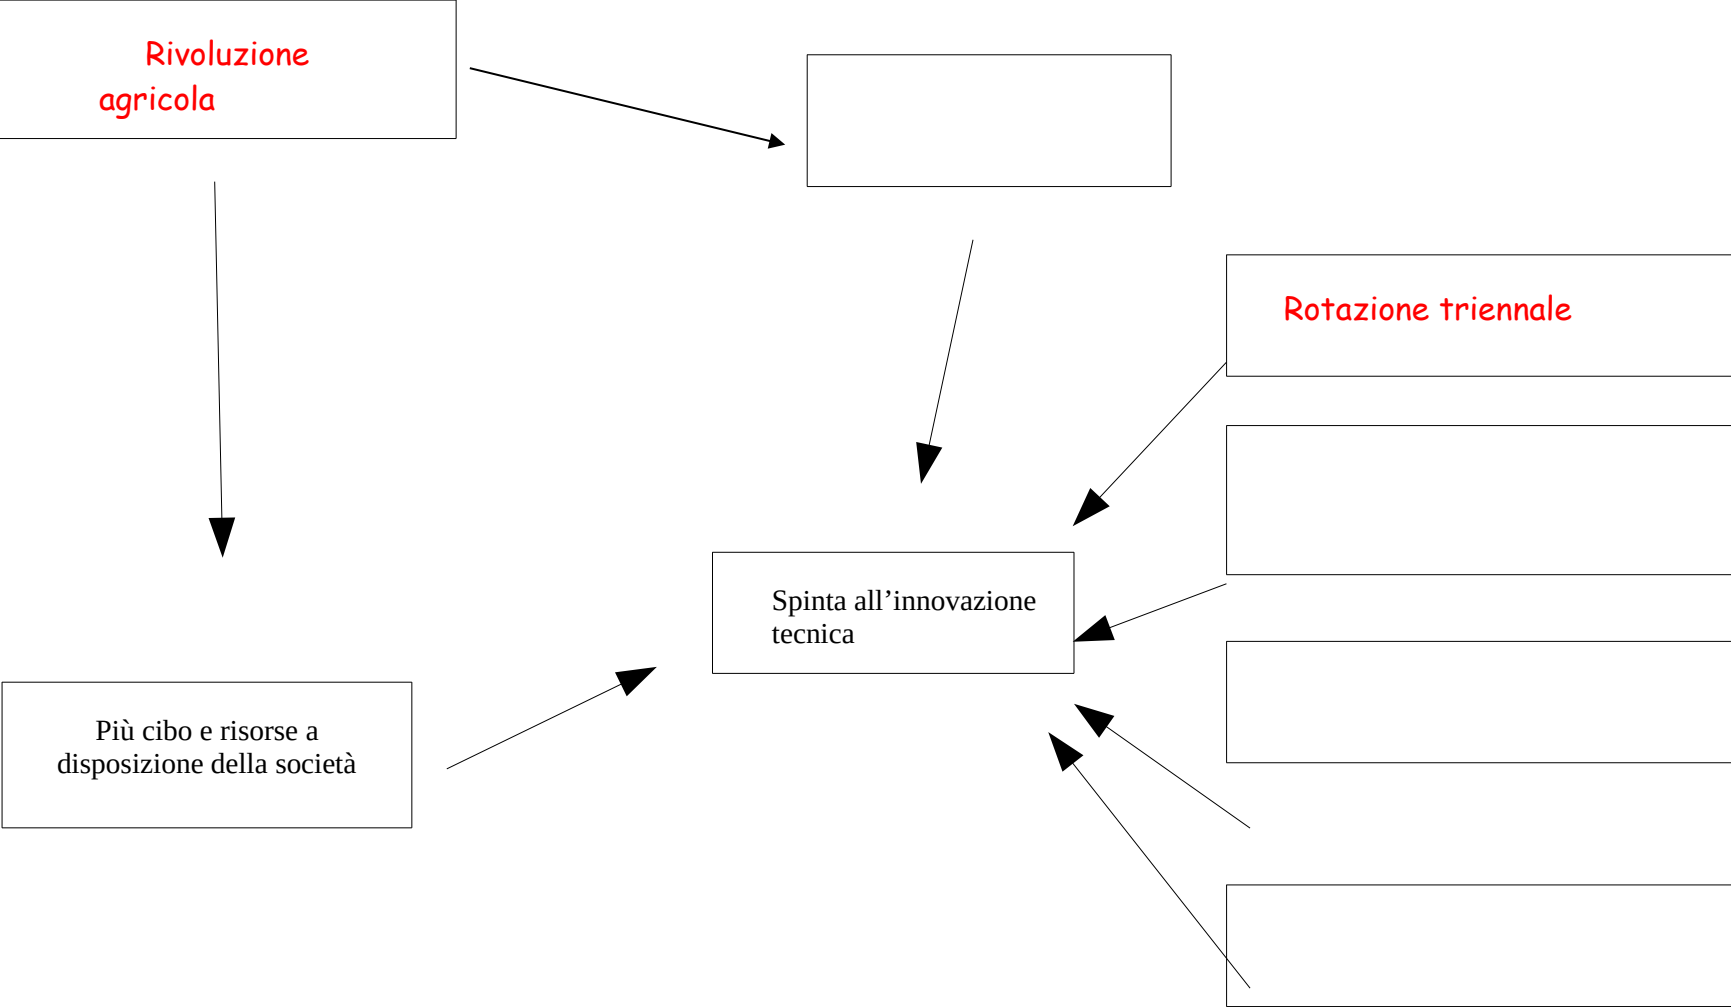 Rivoluzione
agricola
Rotazione triennale
Spinta all’innovazione
tecnica
Più cibo e risorse a
disposizione della società